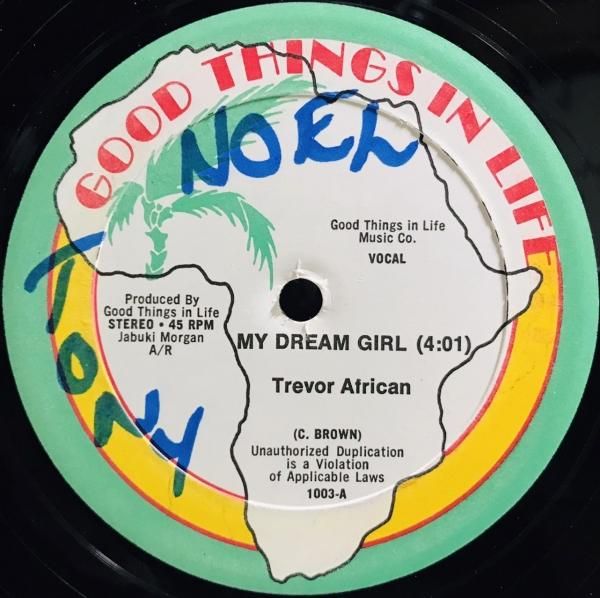 GOOD THINGS IN LIFE
NOEL
TONY
Good Things in Life
Music Co.
VOCAL
Produced By
Good Things in Life
STEREO • 45 RPM
Jabuki Morgan
A/R
MY DREAM GIRL (4:01)
Trevor African
(C. BROWN)
Unauthorized Duplication
is a Violation
of Applicable Laws
1003-A